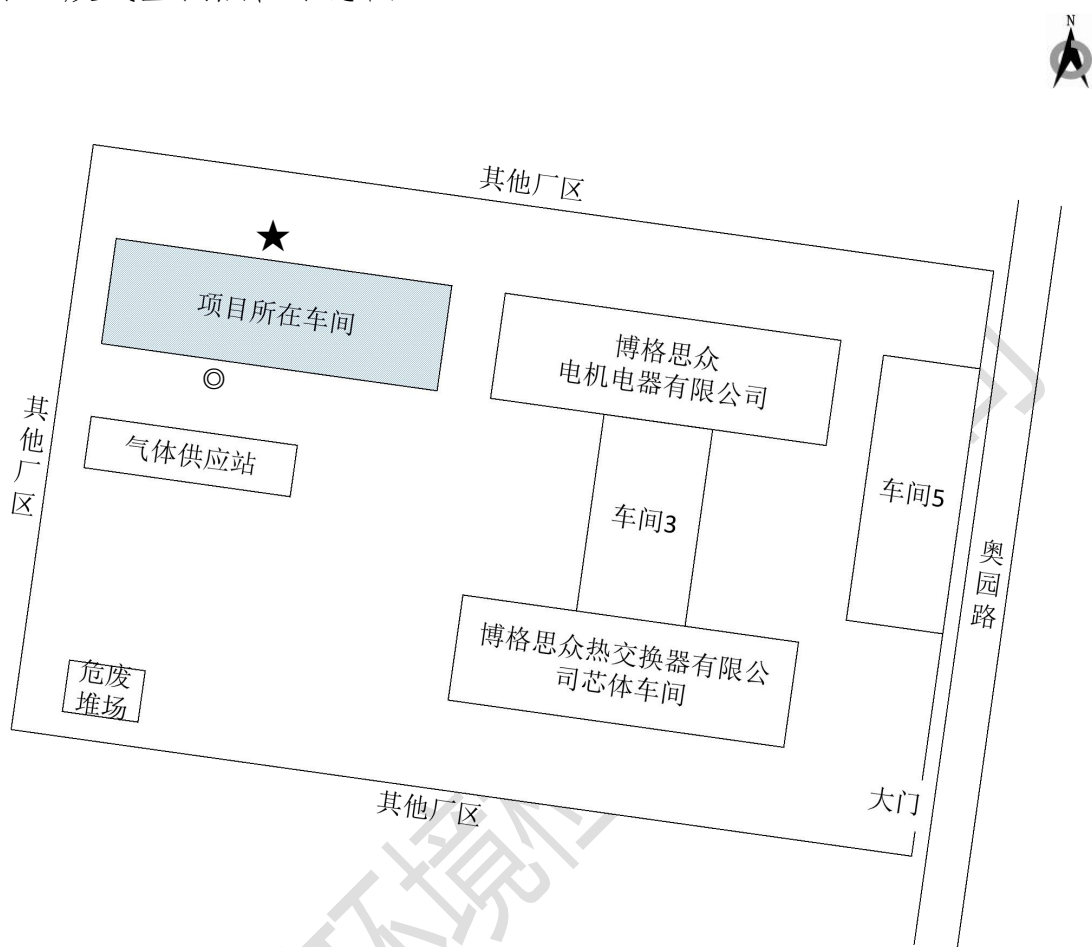 N
其他厂区
★
项目所在车间
博格思众
电机电器有限公司
◎
其他厂区
气体供应站
车间5
车间3
奥园路
博格思众热交换器有限公
司芯体车间
危废
堆场
大门
其他厂区
环境